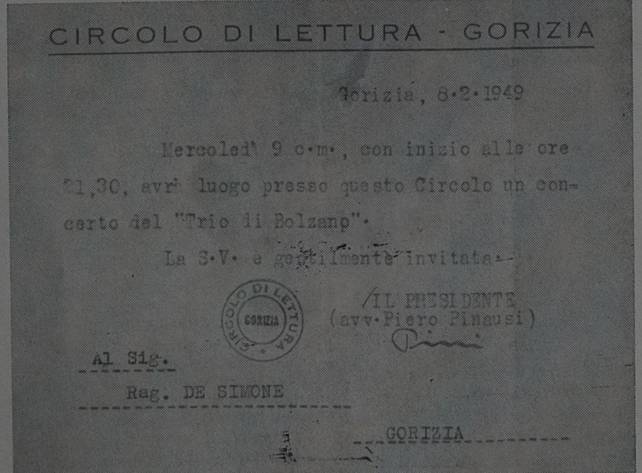 CIRCOLO DI LETTURA - GORIZIA
Gorizia, 8.2.1949
Mercoledì 9 c.m., con inizio alle ore
21,30, avrà luogo presso questo Circolo un con=
certo del "Trio di Bolzano".
La S.V. è gentilmente invitata.-
CIRCOLO DI LETTURA
GORIZIA
IL PRESIDENTE
(avv.Piero Pinausi)
Al Sig.
Rag. DE SIMONE
GORIZIA